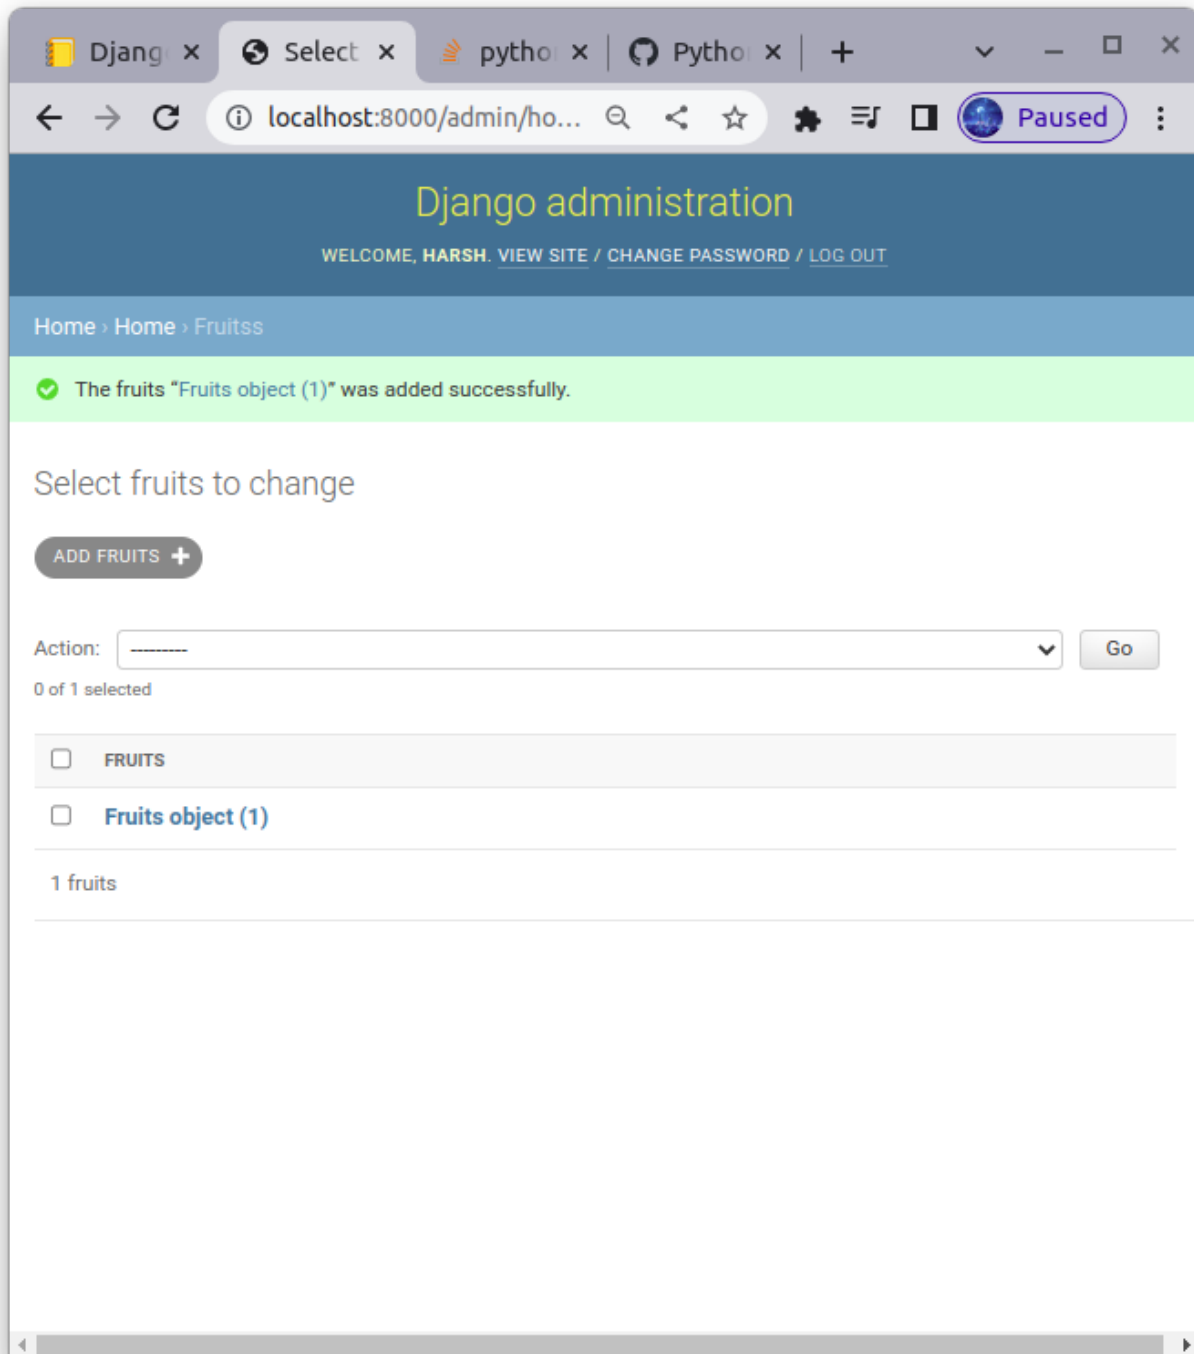 Djang Select pytho Pytho
localhost:8000/admin/ho... Paused
Django administration
WELCOME, HARSH. VIEW SITE / CHANGE PASSWORD / LOG OUT
Home › Home › Fruitss
The fruits “Fruits object (1)” was added successfully.
Select fruits to change
ADD FRUITS
Action: --------- Go
0 of 1 selected
FRUITS
Fruits object (1)
1 fruits